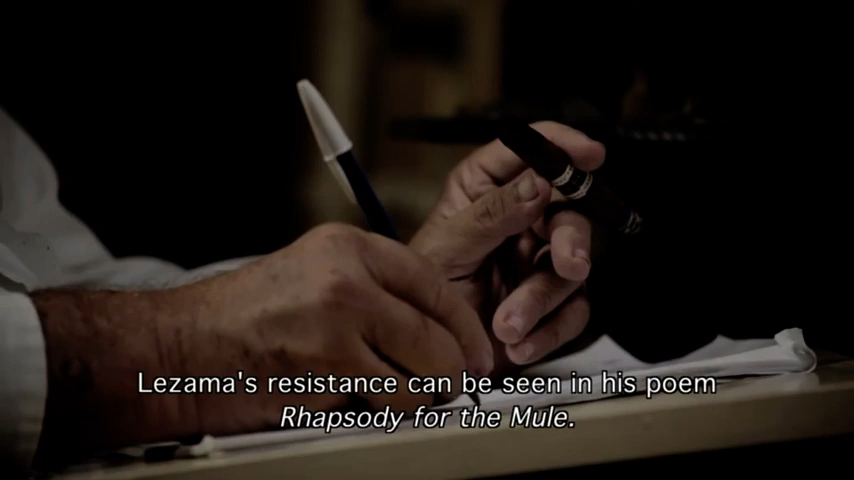 Lezama's resistance can be seen in his poem
Rhapsody for the Mule.